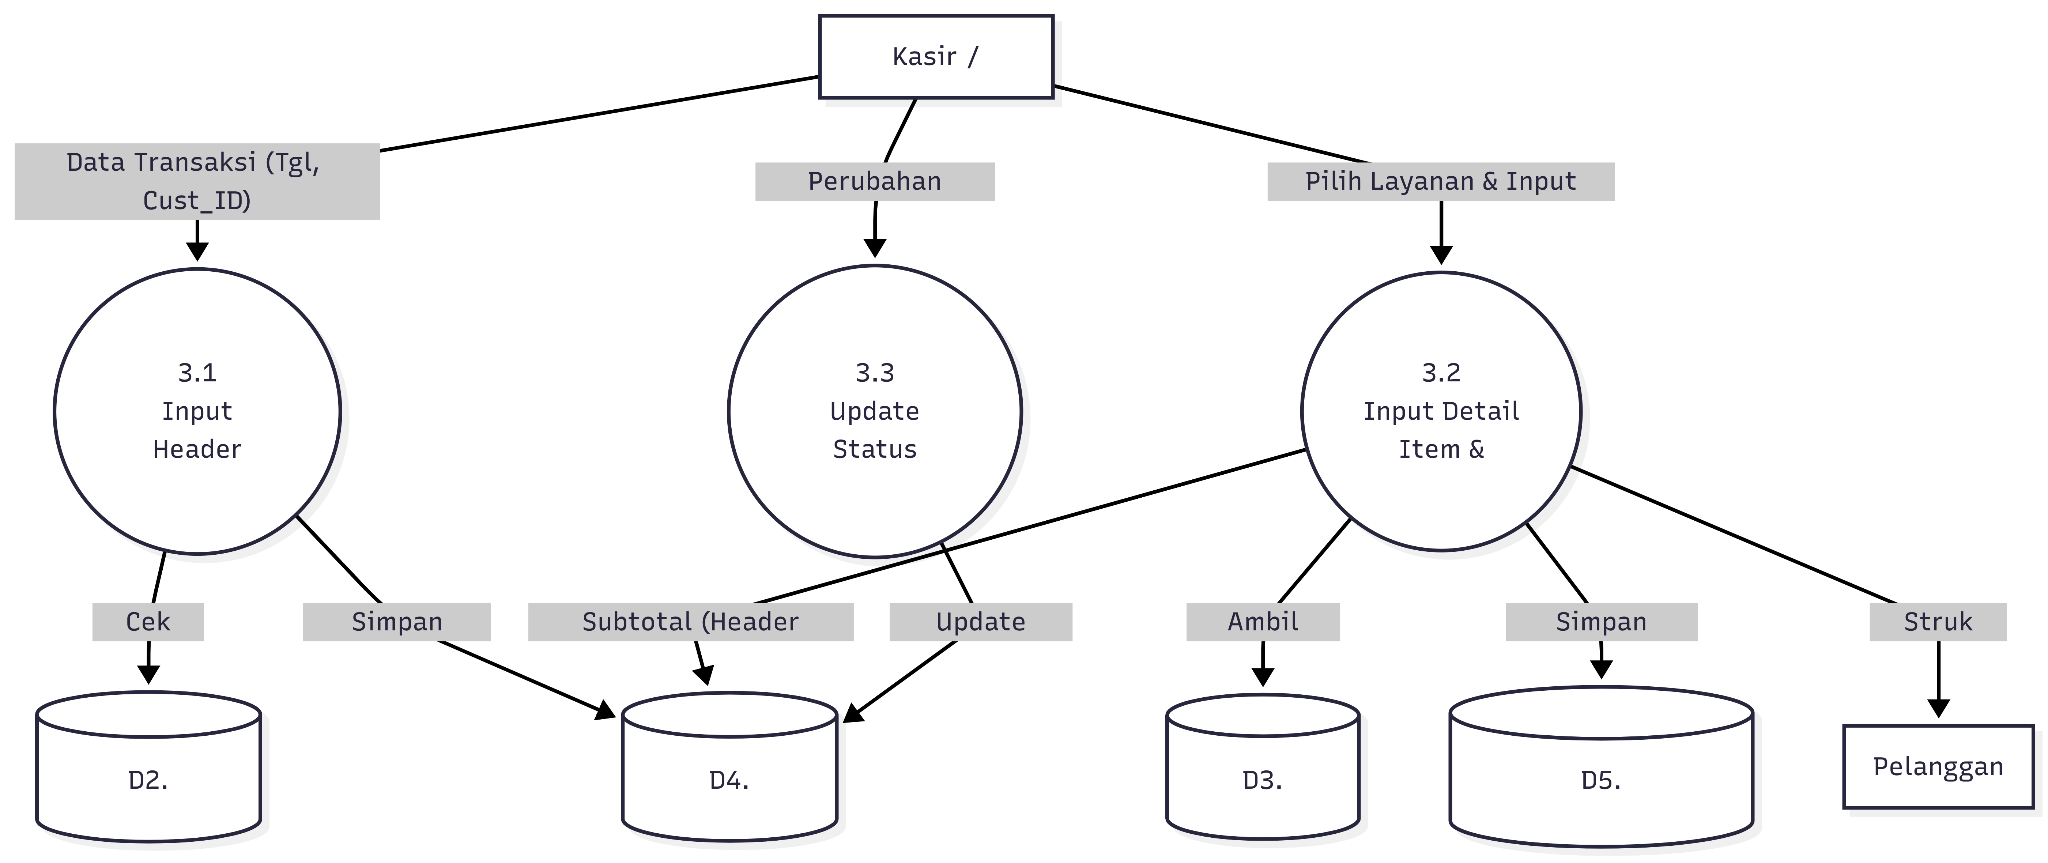 Kasir /
Data Transaksi (Tgl,
Cust_ID)
Perubahan
Pilih Layanan & Input
3.1
Input
Header
3.3
Update
Status
3.2
Input Detail
Item &
Cek
Simpan
Subtotal (Header
Update
Ambil
Simpan
Struk
D2.
D4.
D3.
D5.
Pelanggan